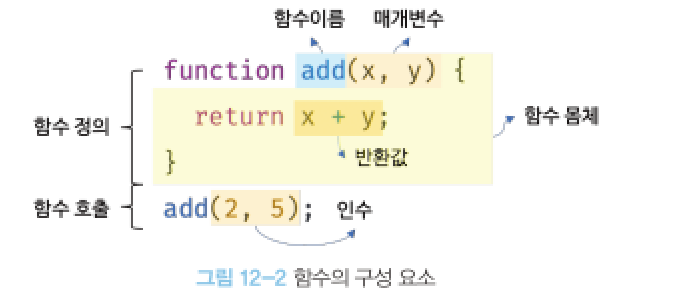 함수이름 매개변수
function add(x, y) {
함수 정의
return x + y;
함수 몸체
반환값
}
함수 호출
add(2, 5);
인수
그림 12-2 함수의 구성 요소